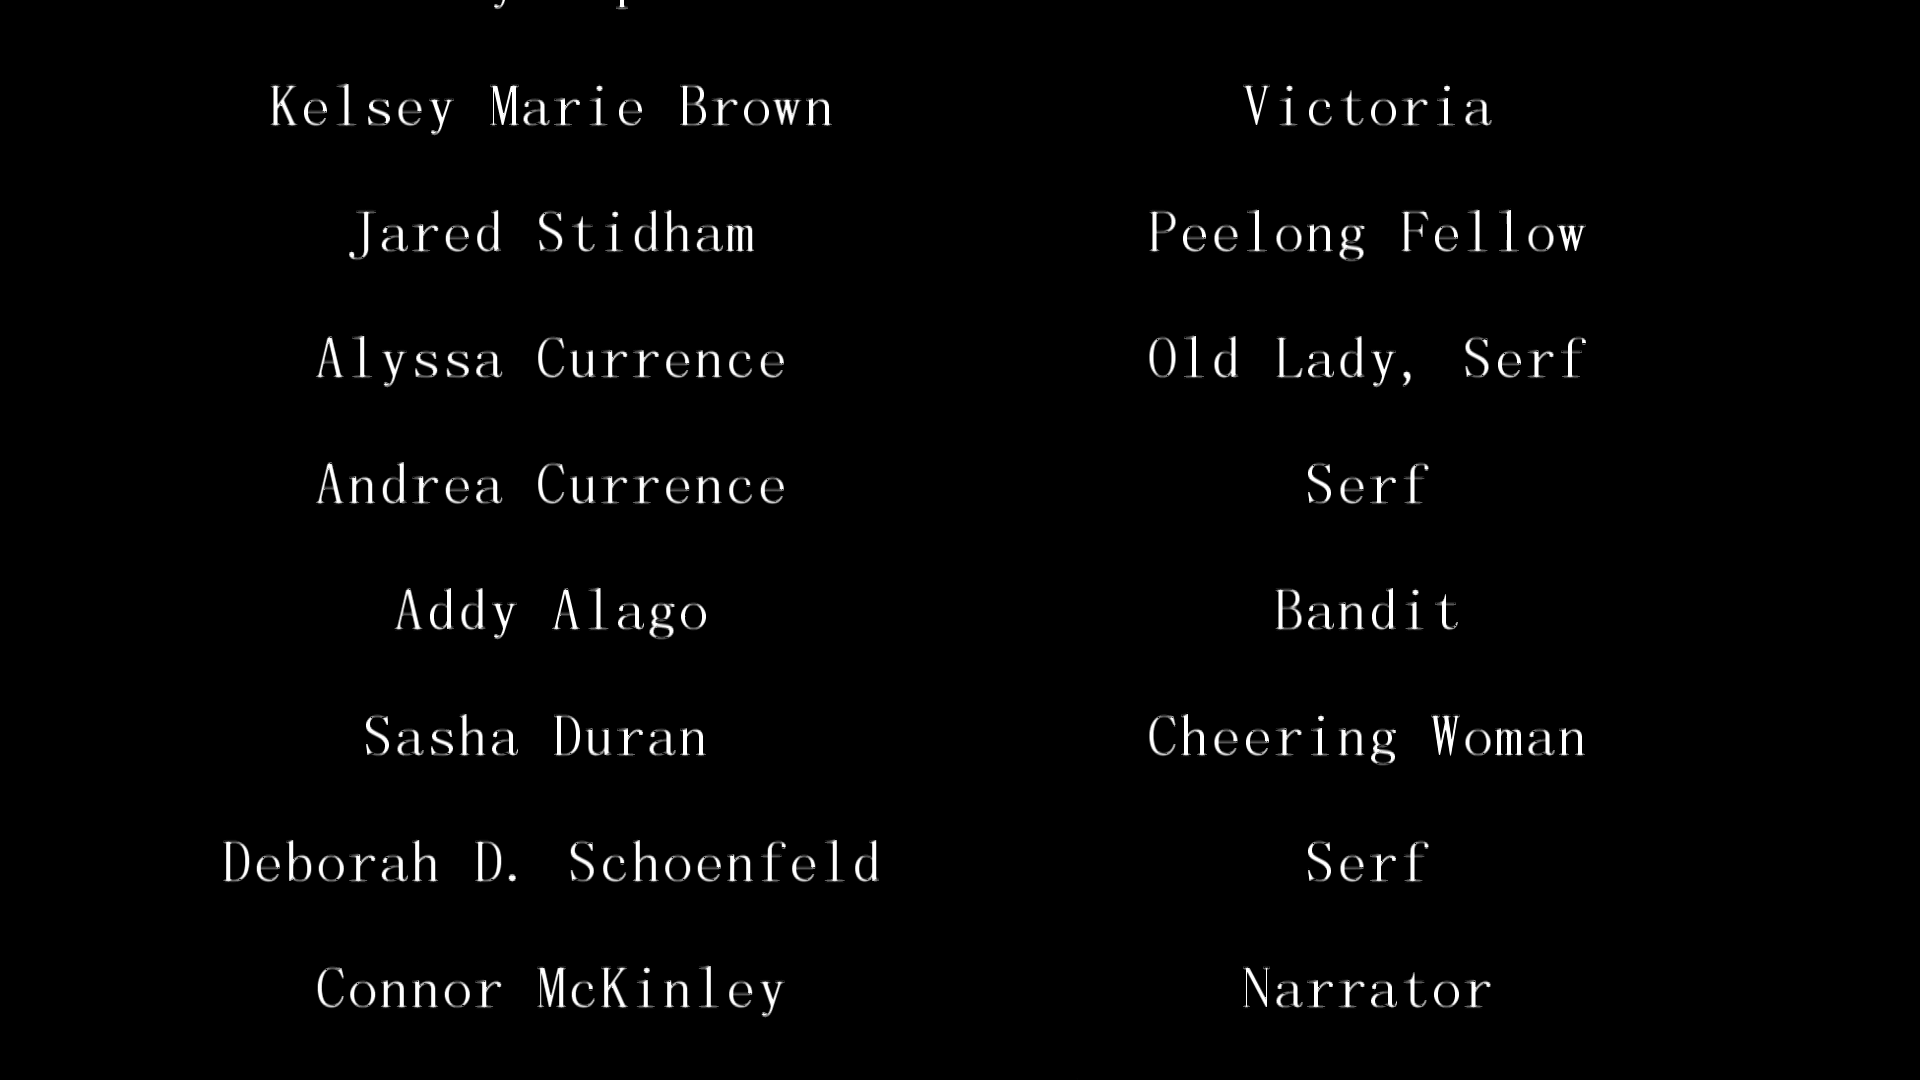 Kelsey Marie Brown Victoria
Jared Stidham Peelong Fellow
Alyssa Currence Old Lady, Serf
Andrea Currence Serf
Addy Alago Bandit
Sasha Duran Cheering Woman
Deborah D. Schoenfeld Serf
Connor McKinley Narrator